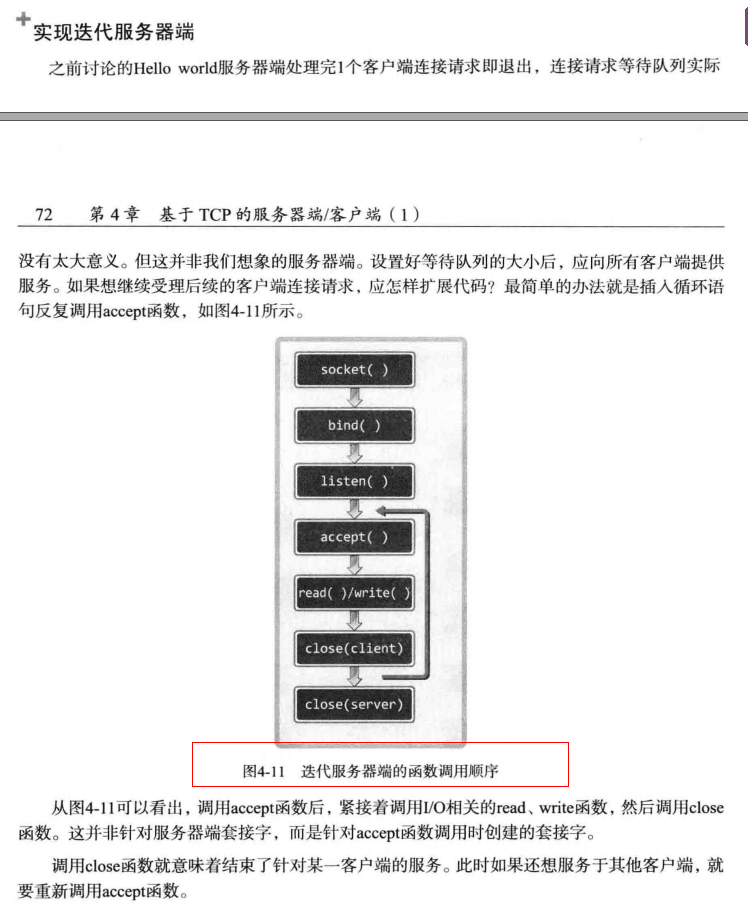 实现迭代服务器端
之前讨论的Hello world服务器端处理完1个客户端连接请求即退出，连接请求等待队列实际
72 第4章 基于TCP的服务器端/客户端（1）
没有太大意义。但这并非我们想象的服务器端。设置好等待队列的大小后，应向所有客户端提供
服务。如果想继续受理后续的客户端连接请求，应怎样扩展代码？最简单的办法就是插入循环语
句反复调用accept函数，如图4-11所示。
socket( )
bind( )
listen( )
accept( )
read( )/write( )
close(client)
close(server)
图4-11 迭代服务器端的函数调用顺序
从图4-11可以看出，调用accept函数后，紧接着调用I/O相关的read、write函数，然后调用close
函数。这并非针对服务器端套接字，而是针对accept函数调用时创建的套接字。
调用close函数就意味着结束了针对某一客户端的服务。此时如果还想服务于其他客户端，就
要重新调用accept函数。